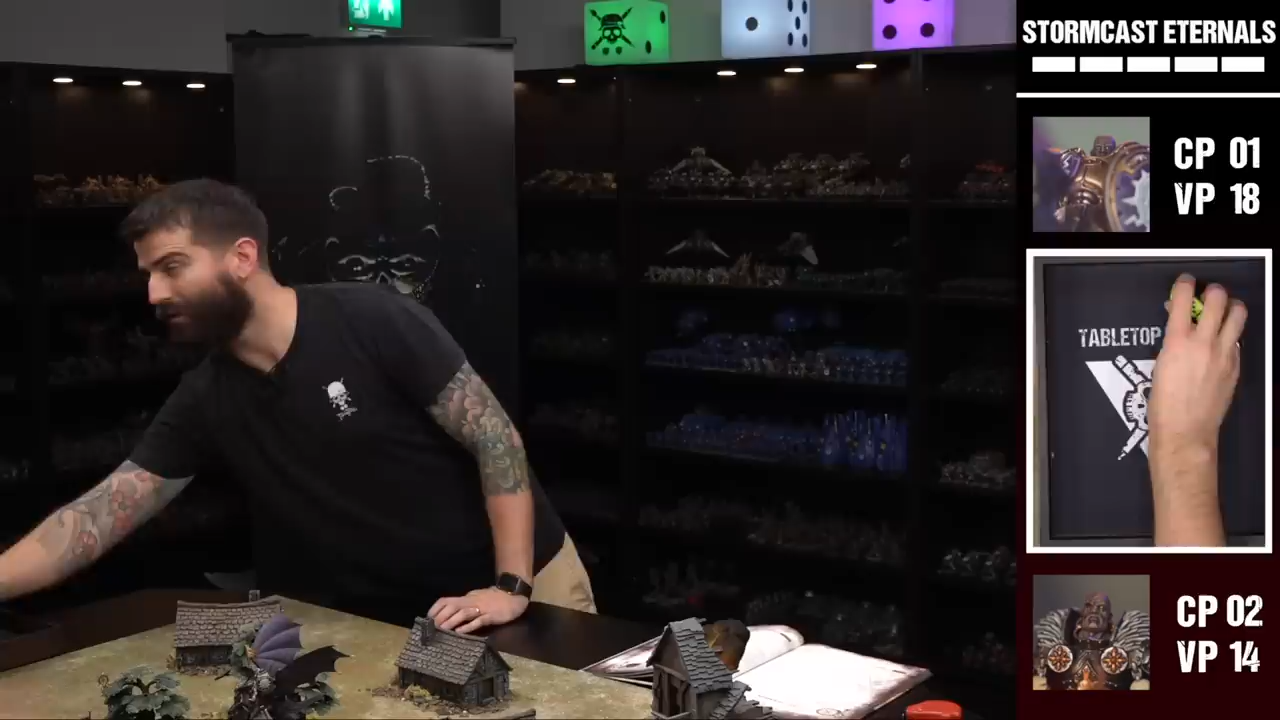 STORMCAST ETERNALS
CP 01
VP 18
TABLETOP
CP 02
VP 14